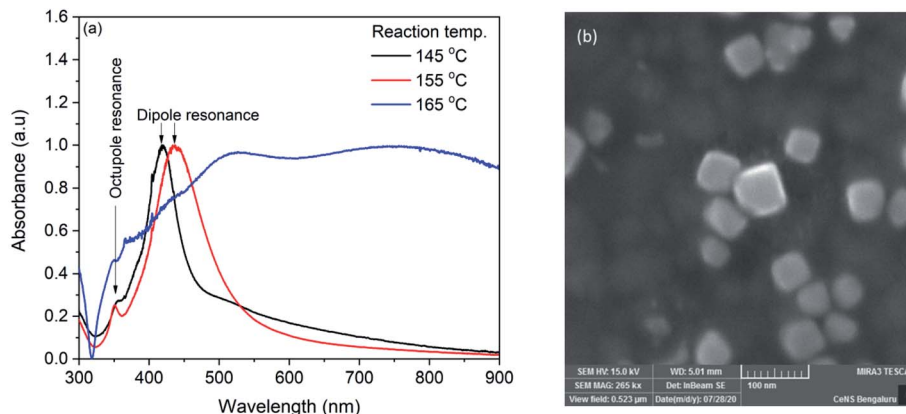 (a)
Reaction temp.
145 °C
155 °C
165 °C
Dipole resonance
Octupole resonance
Absorbance (a.u)
1.6
1.4
1.2
1.0
0.8
0.6
0.4
0.2
0.0
300 400 500 600 700 800 900
Wavelength (nm)
(b)
SEM HV: 15.0 kV WD: 5.01 mm MIRA3 TESCA
SEM MAG: 265 kx Det: InBeam SE 100 nm
View field: 0.523 µm Date(m/d/y): 07/28/20 CeNS Bengaluru